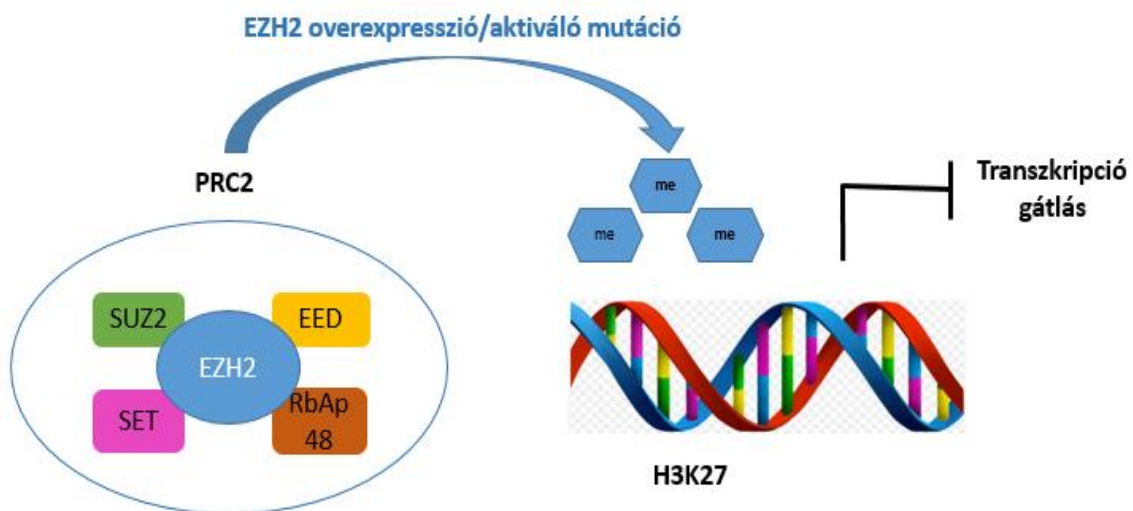 EZH2 overexpresszió/aktiváló mutáció
PRC2
me
me
me
Transzkripció
gátlás
SUZ2
EED
EZH2
SET
RbAp
48
H3K27